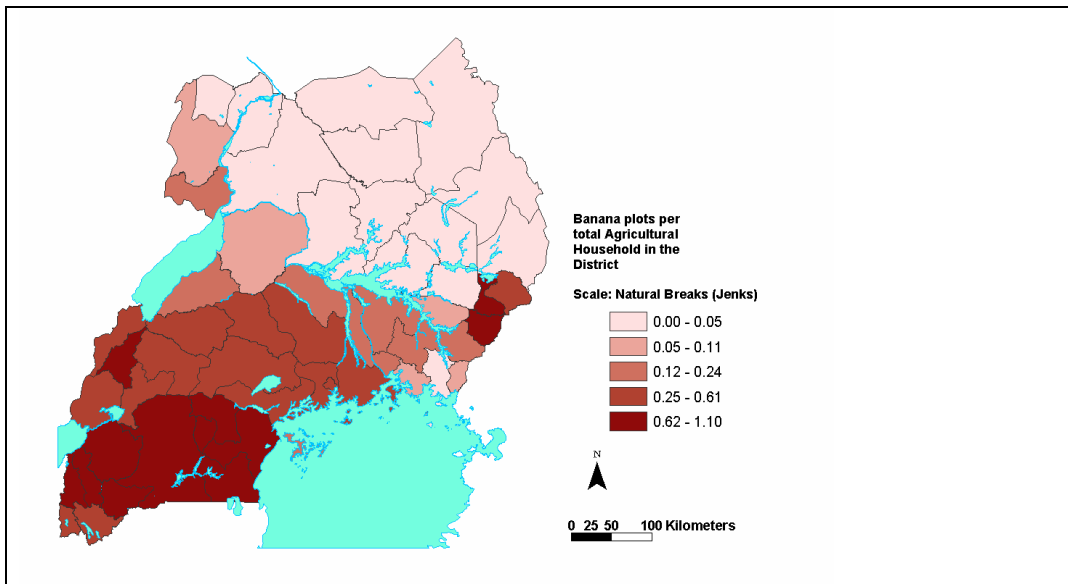 Banana plots per
total Agricultural
Household in the
District
Scale: Natural Breaks (Jenks)
0.00 - 0.05
0.05 - 0.11
0.12 - 0.24
0.25 - 0.61
0.62 - 1.10
N
0 25 50 100 Kilometers